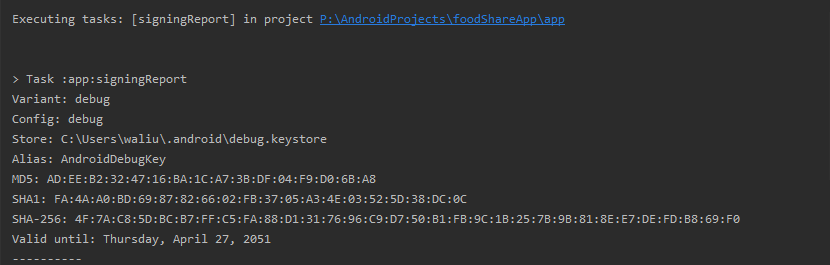 Executing tasks: [signingReport] in project P:\AndroidProjects\foodShareApp\app
> Task :app:signingReport
Variant: debug
Config: debug
Store: C:\Users\waliu\.android\debug.keystore
Alias: AndroidDebugKey
MD5: AD:EE:B2:32:47:16:BA:1C:A7:3B:DF:04:F9:D0:6B:A8
SHA1: FA:4A:A0:BD:69:87:82:66:02:FB:37:05:A3:4E:03:52:5D:38:DC:0C
SHA-256: 4F:7A:C8:5D:BC:B7:FF:C5:FA:88:D1:31:76:96:C9:D7:50:B1:FB:9C:1B:25:7B:9B:81:8E:E7:DE:FD:B8:69:F0
Valid until: Thursday, April 27, 2051
----------